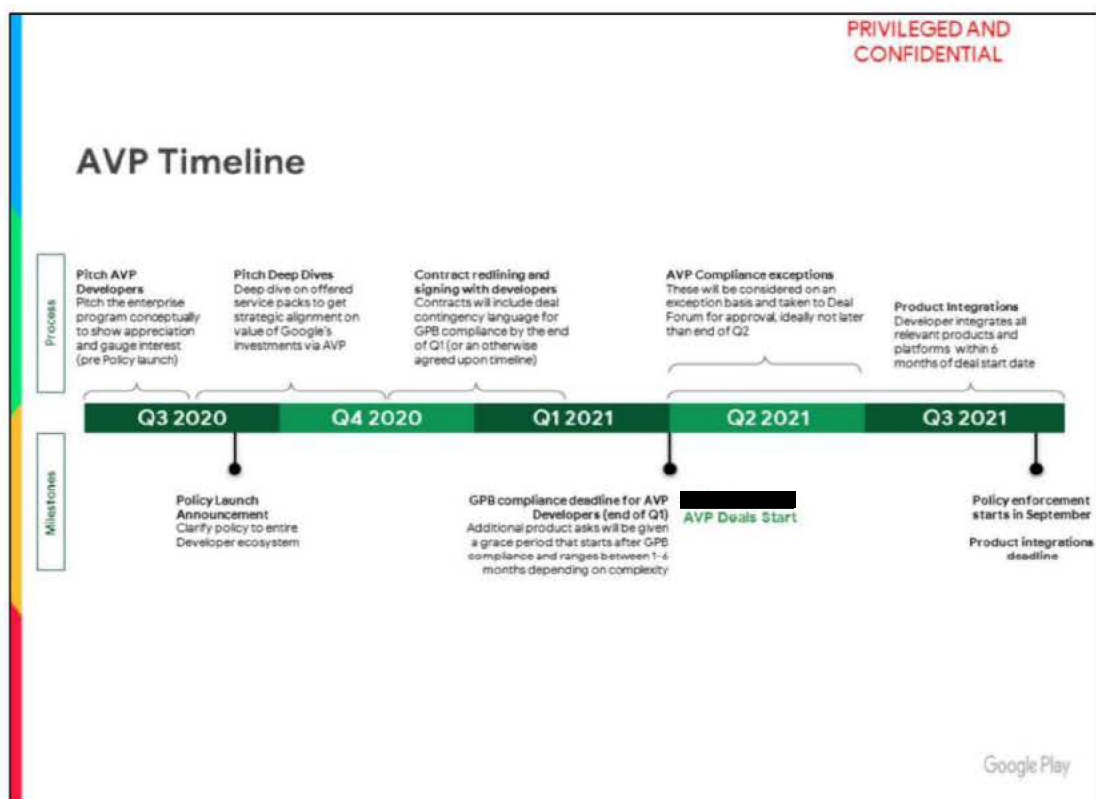 PRIVILEGED AND
CONFIDENTIAL
AVP Timeline
Process
Pitch AVP
Developers
Pitch the enterprise
program conceptually
to show appreciation
and gauge interest
(pre Policy launch)
Pitch Deep Dives
Deep dive on offered
service packs to get
strategic alignment on
value of Google's
investments via AVP
Contract redlining and
signing with developers
Contracts will include deal
contingency language for
GPB compliance by the end
of Q1 (or an otherwise
agreed upon timeline)
AVP Compliance exceptions
These will be considered on an
exception basis and taken to Deal
Forum for approval, ideally not later
than end of Q2
Product Integrations
Developer integrates all
relevant products and
platforms within 6
months of deal start date
Q3 2020
Q4 2020
Q1 2021
Q2 2021
Q3 2021
Milestones
Policy Launch
Announcement
Clarify policy to entire
Developer ecosystem
GPB compliance deadline for AVP
Developers (end of Q1)
Additional product asks will be given
a grace period that starts after GPB
compliance and ranges between 1-6
months depending on complexity
AVP Deals Start
Policy enforcement
starts in September
Product integrations
deadline
Google Play